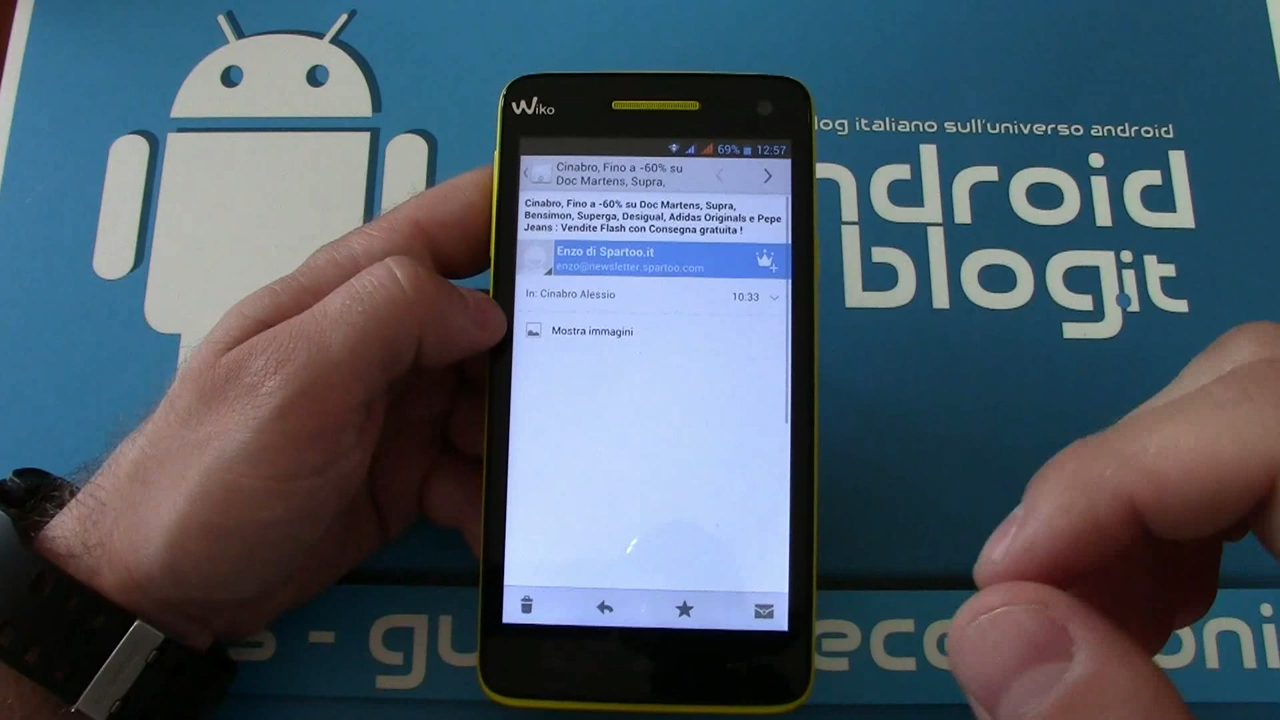 Wiko
69% 12:57
Cinabro, Fino a -60% su
Doc Martens, Supra,
Cinabro, Fino a -60% su Doc Martens, Supra,
Bensimon, Superga, Desigual, Adidas Originals e Pepe
Jeans : Vendite Flash con Consegna gratuita !
Enzo di Spartoo.it
enzo@newsletter.spartoo.com
In: Cinabro Alessio 10:33
Mostra immagini
log italiano sull'universo android
ndroid
blogit
- gu